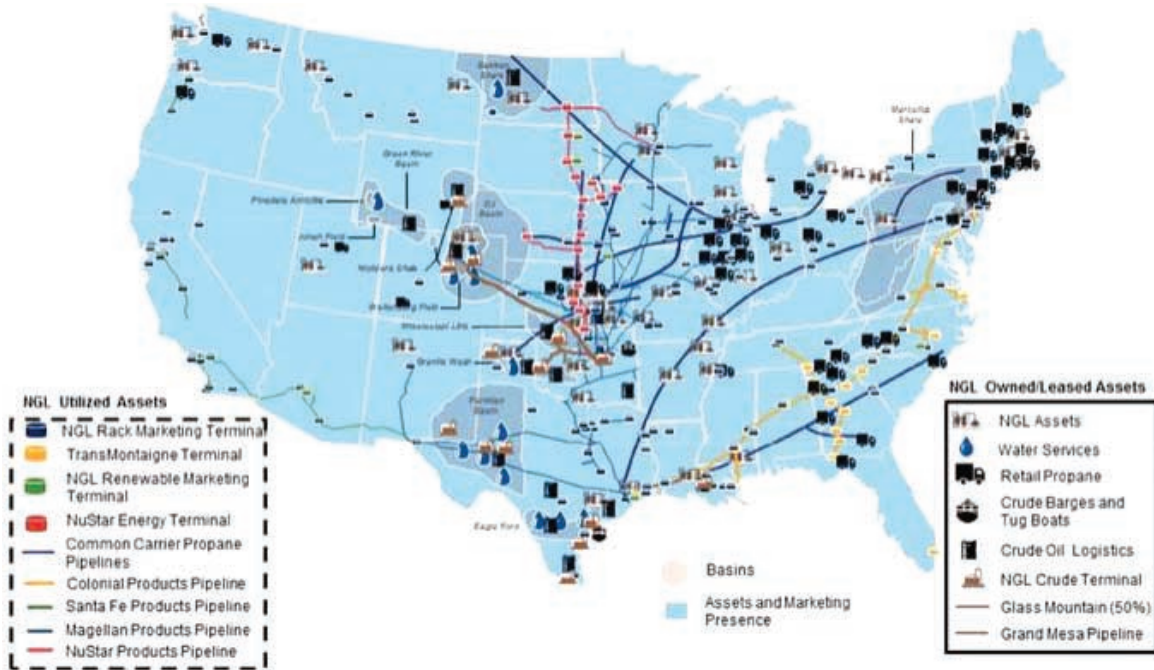 Bakken
Shale
Marcellus
Shale
Green River
Basin
Pinedale Anticline
DJ
Basin
Jonah Field
Niobrara Shale
Wattenberg Field
Mississippi Lime
Granite Wash
Permian
Basin
Eagle Ford
NGL Utilized Assets
NGL Rack Marketing Terminal
TransMontaigne Terminal
NGL Renewable Marketing
Terminal
NuStar Energy Terminal
Common Carrier Propane
Pipelines
Colonial Products Pipeline
Santa Fe Products Pipeline
Magellan Products Pipeline
NuStar Products Pipeline
Basins
Assets and Marketing
Presence
NGL Owned/Leased Assets
NGL Assets
Water Services
Retail Propane
Crude Barges and
Tug Boats
Crude Oil Logistics
NGL Crude Terminal
Glass Mountain (50%)
Grand Mesa Pipeline